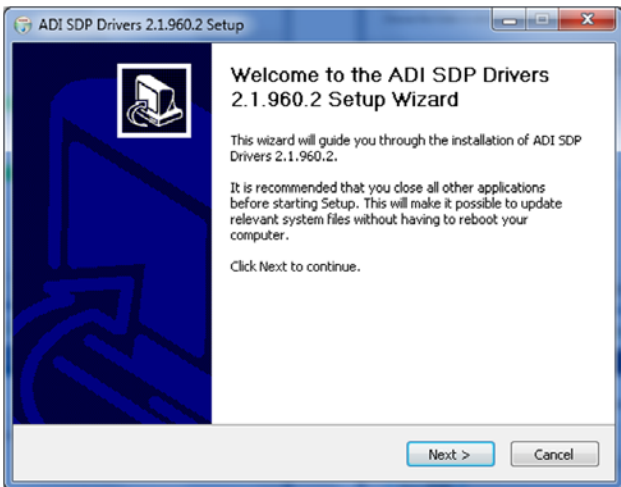 ADI SDP Drivers 2.1.960.2 Setup
Welcome to the ADI SDP Drivers
2.1.960.2 Setup Wizard
This wizard will guide you through the installation of ADI SDP
Drivers 2.1.960.2.
It is recommended that you close all other applications
before starting Setup. This will make it possible to update
relevant system files without having to reboot your
computer.
Click Next to continue.
Next >
Cancel